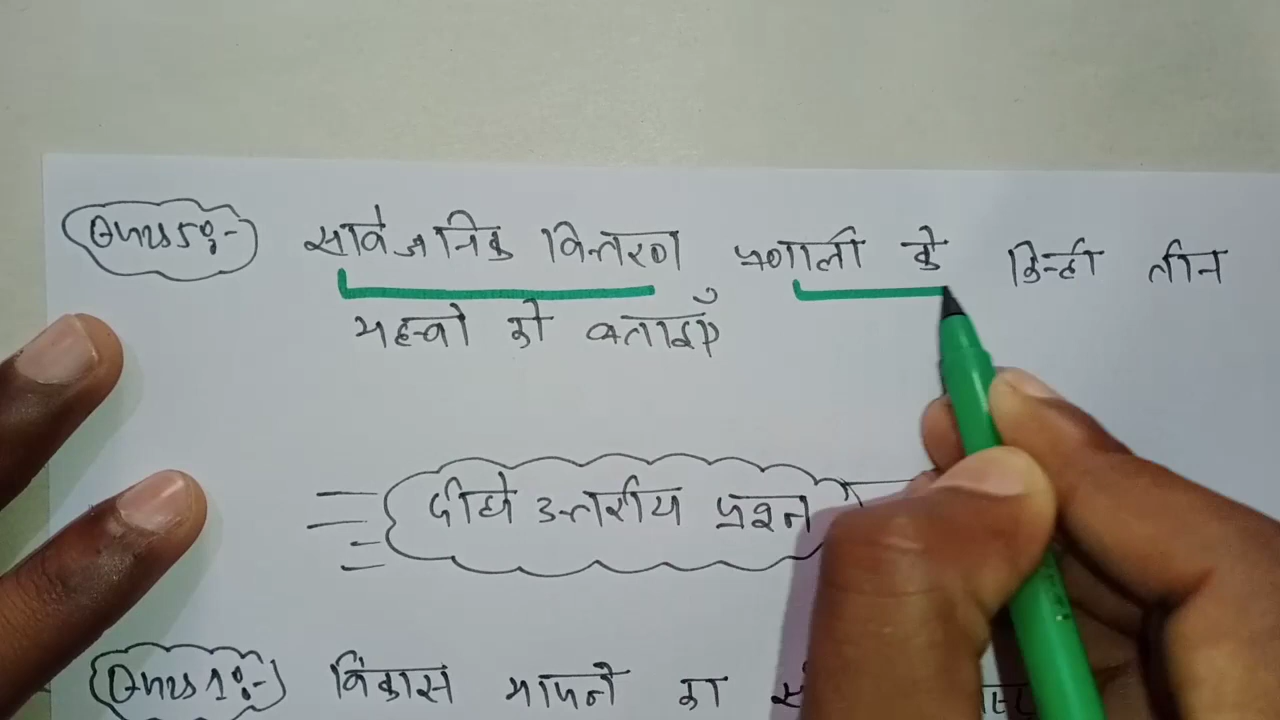 Ques5:- सार्वजनिक वितरण प्रणाली के किन्ही तीन
महत्वो को बताइएँ
दीर्घ उत्तरीय प्रश्न
Ques1:- विकास मापने का